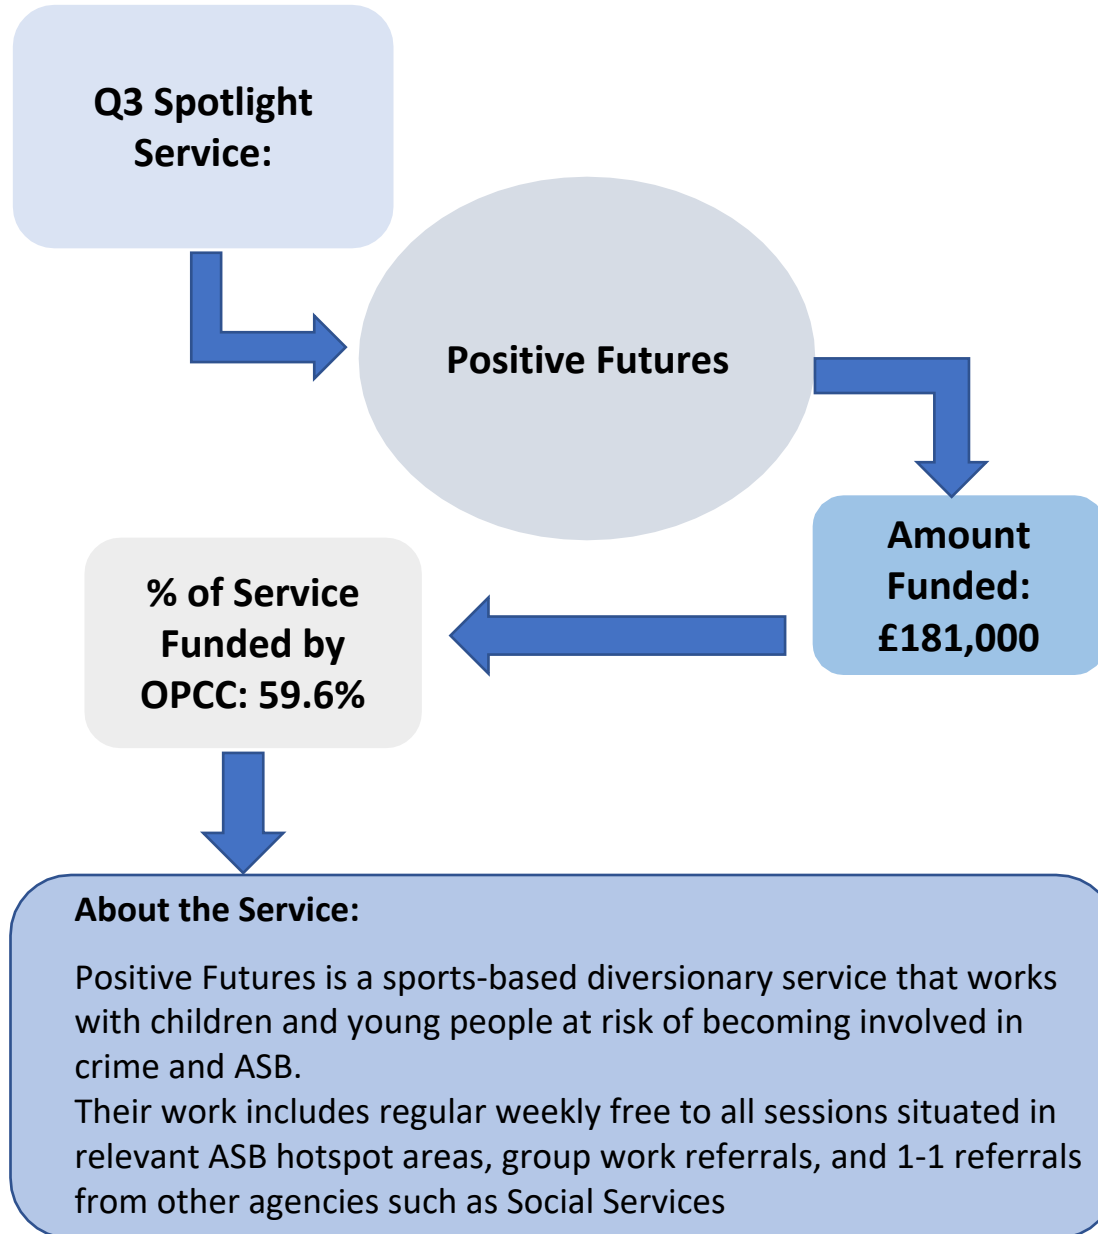 Q3 Spotlight
Service:
Positive Futures
Amount
Funded:
£181,000
% of Service
Funded by
OPCC: 59.6%
About the Service:
Positive Futures is a sports-based diversionary service that works
with children and young people at risk of becoming involved in
crime and ASB.
Their work includes regular weekly free to all sessions situated in
relevant ASB hotspot areas, group work referrals, and 1-1 referrals
from other agencies such as Social Services